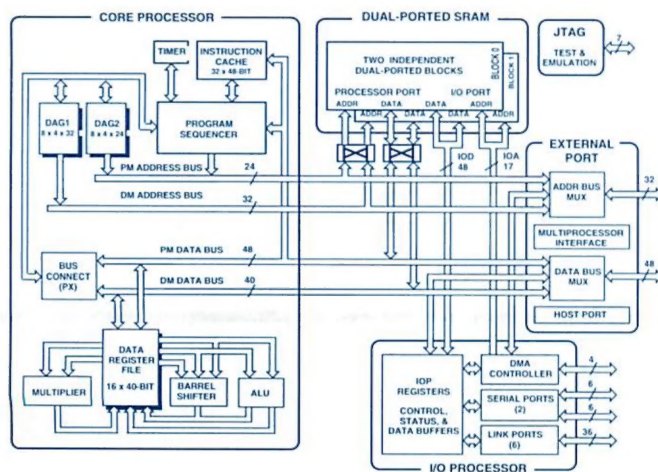 CORE PROCESSOR
TIMER
INSTRUCTION
CACHE
32 x 48-BIT
DAG1
8 x 4 x 32
DAG2
8 x 4 x 24
PROGRAM
SEQUENCER
PM ADDRESS BUS
24
DM ADDRESS BUS
32
PM DATA BUS
48
BUS
CONNECT
(PX)
DM DATA BUS
40
DATA
REGISTER
FILE
16 x 40-BIT
MULTIPLIER
BARREL
SHIFTER
ALU
DUAL-PORTED SRAM
TWO INDEPENDENT
DUAL-PORTED BLOCKS
BLOCK 0
BLOCK 1
PROCESSOR PORT
I/O PORT
ADDR
DATA
DATA
ADDR
ADDR
DATA
DATA
ADDR
IOD
48
IOA
17
JTAG
TEST &
EMULATION
7
EXTERNAL
PORT
ADDR BUS
MUX
32
MULTIPROCESSOR
INTERFACE
DATA BUS
MUX
48
HOST PORT
IOP
REGISTERS
CONTROL,
STATUS, &
DATA BUFFERS
DMA
CONTROLLER
4
SERIAL PORTS
(2)
6
6
LINK PORTS
(6)
36
I/O PROCESSOR